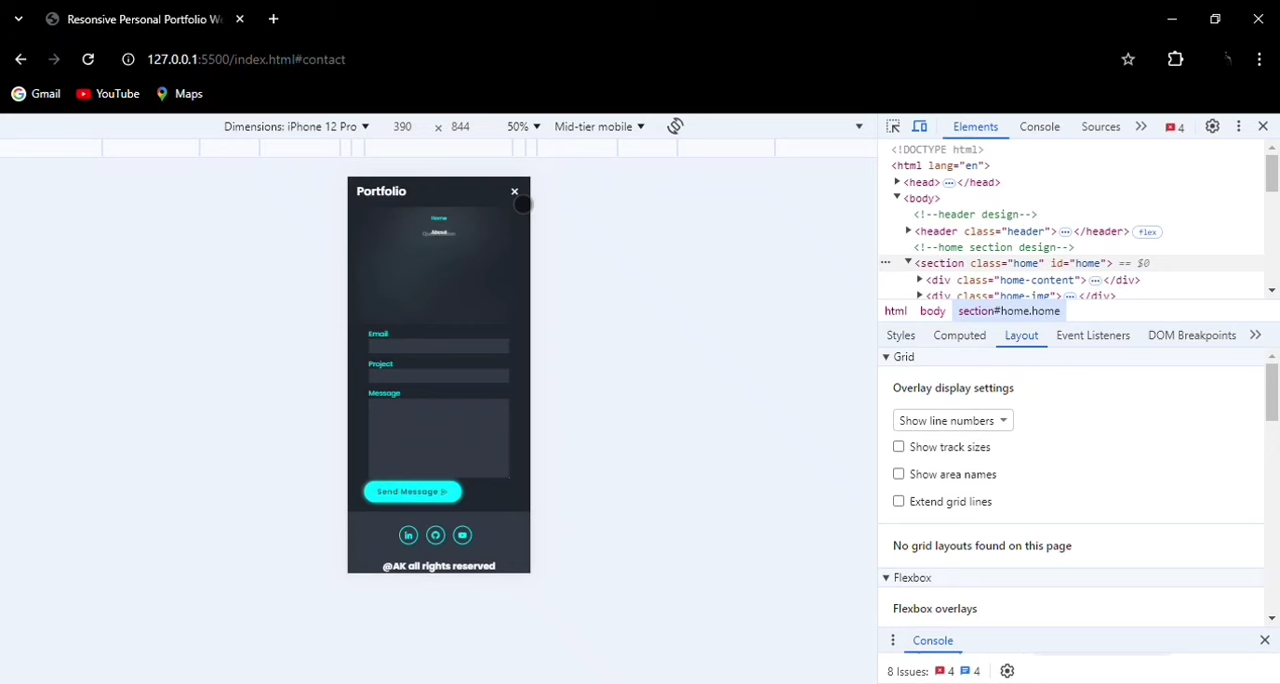 Resonsive Personal Portfolio W
127.0.0.1:5500/index.html#contact
Gmail YouTube Maps
Dimensions: iPhone 12 Pro 390 × 844 50% Mid-tier mobile
Portfolio
Home
About
Email
Project
Message
Send Message
@AK all rights reserved
Elements Console Sources 4
<!DOCTYPE html>
<html lang="en">
<head> </head>
<body>
<!--header design-->
<header class="header"> </header> flex
<!--home section design-->
<section class="home" id="home"> == $0
<div class="home-content"> </div>
<div class="home-img"> </div>
html body section#home.home
Styles Computed Layout Event Listeners DOM Breakpoints
Grid
Overlay display settings
Show line numbers
Show track sizes
Show area names
Extend grid lines
No grid layouts found on this page
Flexbox
Flexbox overlays
Console
8 Issues: 4 4